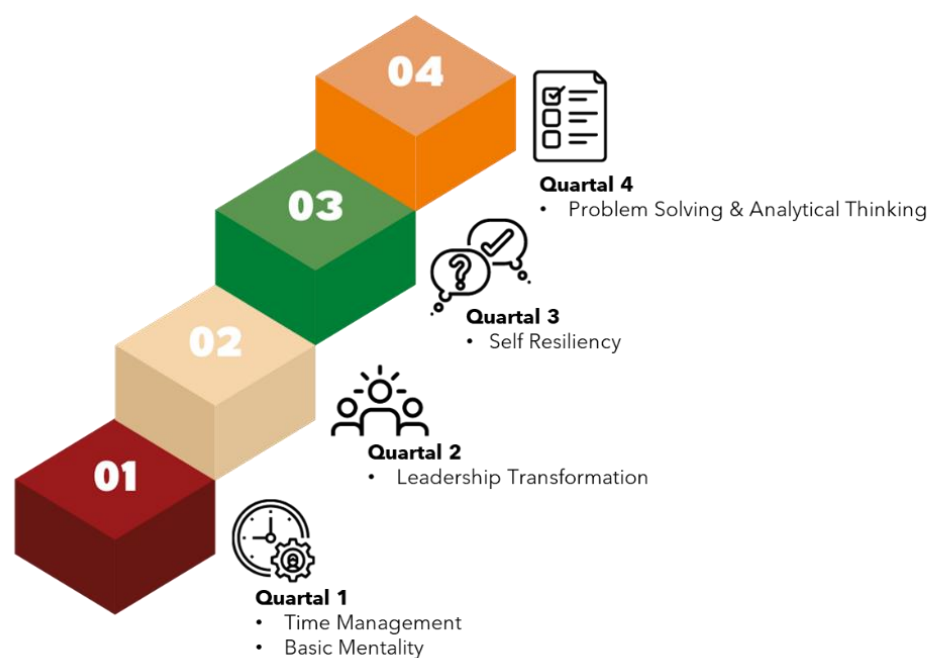 04
Quartal 4
• Problem Solving & Analytical Thinking
03
Quartal 3
• Self Resiliency
02
Quartal 2
• Leadership Transformation
01
Quartal 1
• Time Management
• Basic Mentality